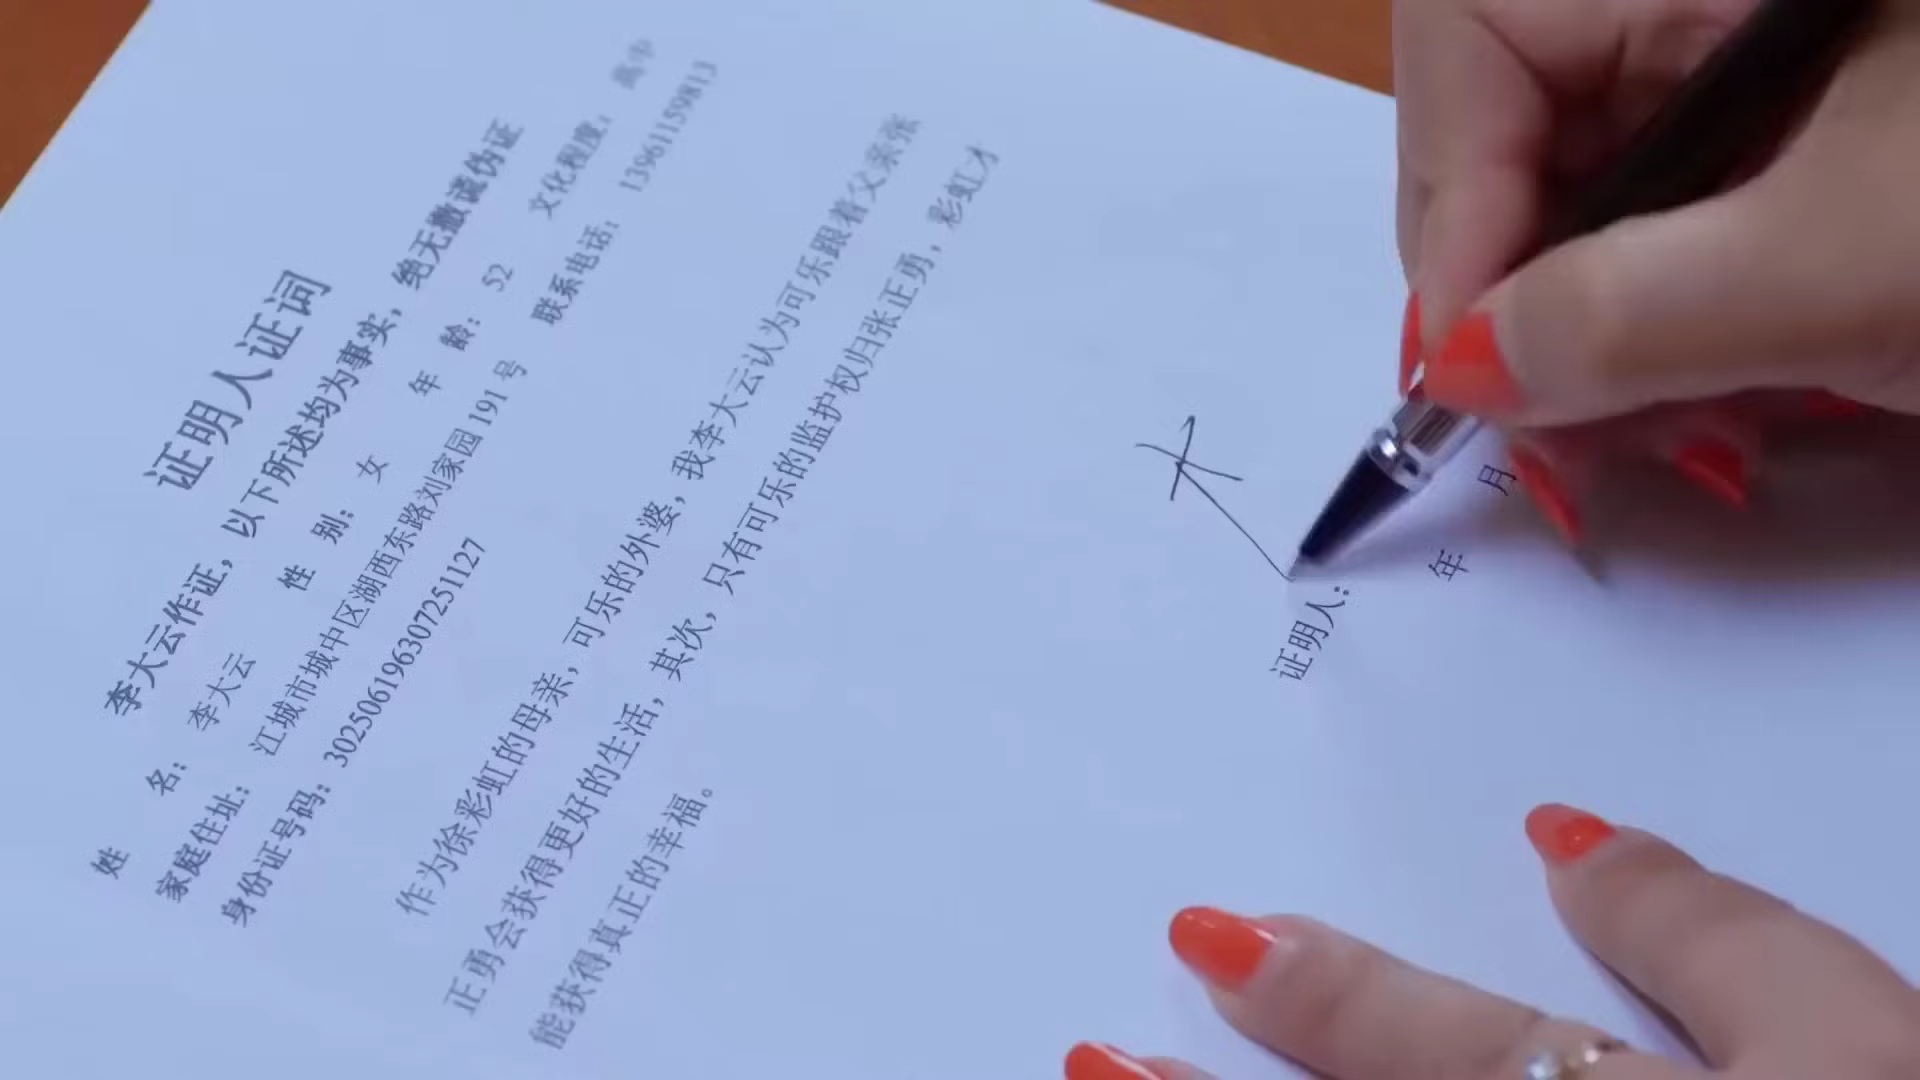 证明人证词
李大云作证，以下所述均为事实，绝无撒谎伪证
姓 名： 李大云 性 别： 女 年 龄： 52 文化程度： 高中
家庭住址： 江城市城中区湖西东路刘家园 191 号 联系电话： 13961159813
身份证号码： 302506196307251127
作为徐彩虹的母亲，可乐的外婆，我李大云认为可乐跟着父亲张
正勇会获得更好的生活，其次，只有可乐的监护权归张正勇，彩虹才
能获得真正的幸福。
证明人：
年 月